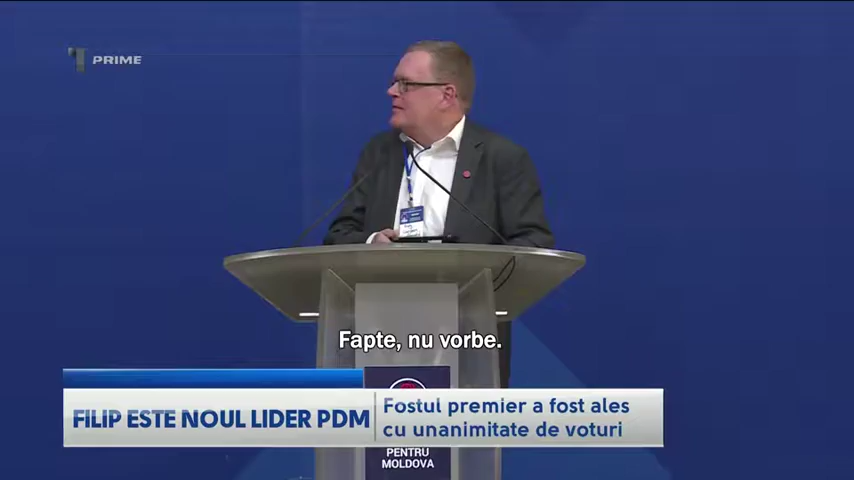 1 PRIME
Fapte, nu vorbe.
FILIP ESTE NOUL LIDER PDM
Fostul premier a fost ales
cu unanimitate de voturi
PENTRU
MOLDOVA